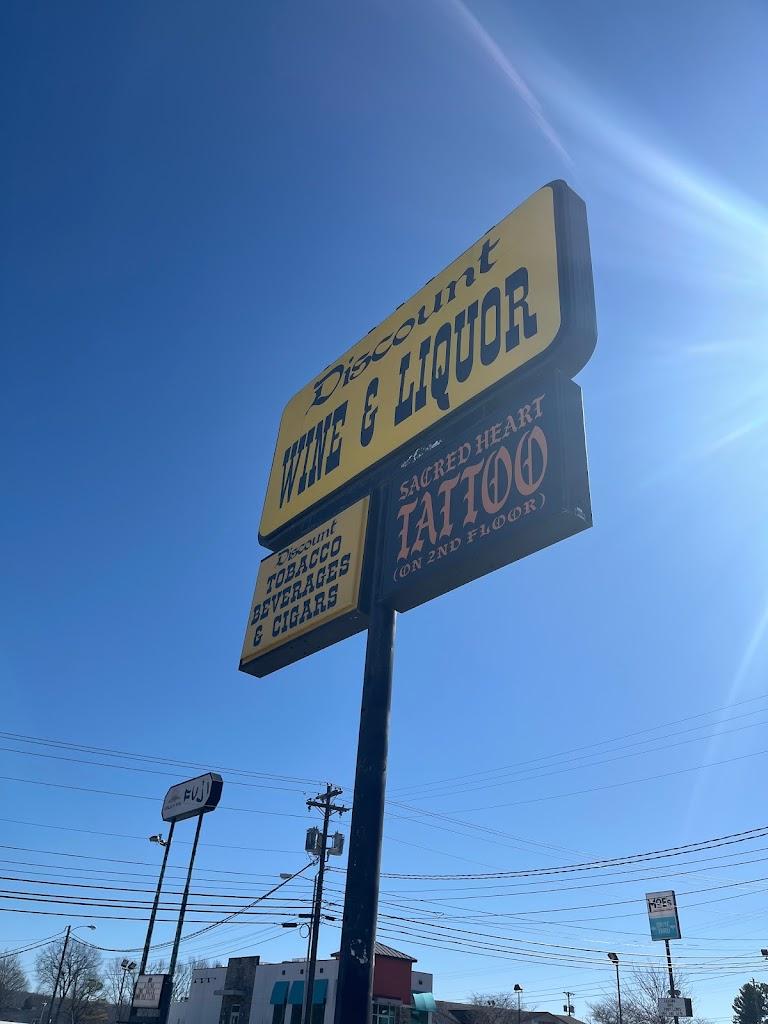 Discount
WINE & LIQUOR
SACRED HEART
TATTOO
(ON 2ND FLOOR)
Discount
TOBACCO
BEVERAGES
& CIGARS
FUJI
MOE'S